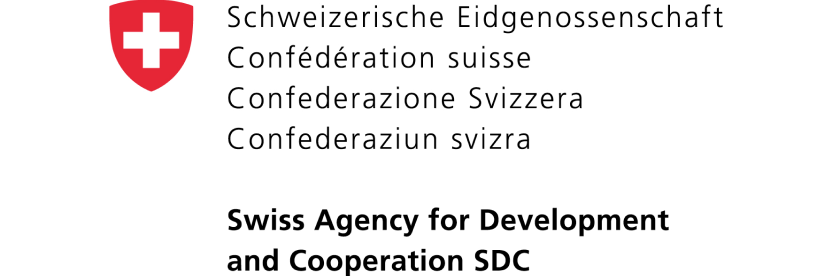 Schweizerische Eidgenossenschaft
Confédération suisse
Confederazione Svizzera
Confederaziun svizra
Swiss Agency for Development
and Cooperation SDC